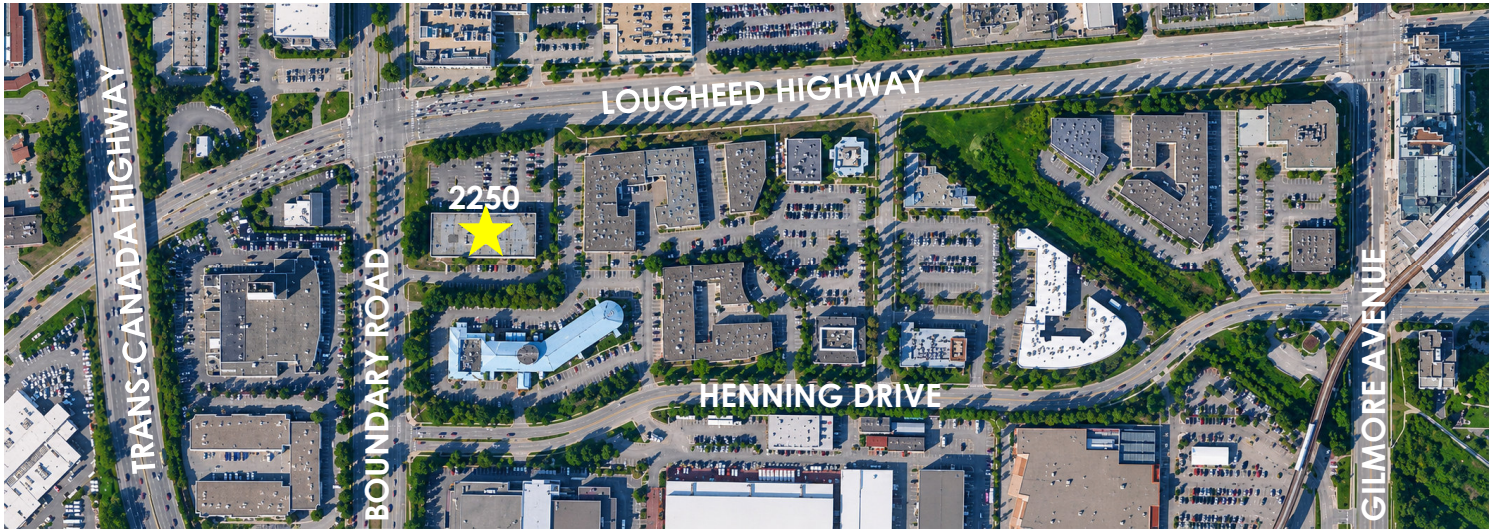 LOUGHEED HIGHWAY
TRANS-CANADA HIGHWAY
2250
BOUNDARY ROAD
HENNING DRIVE
GILMORE AVENUE